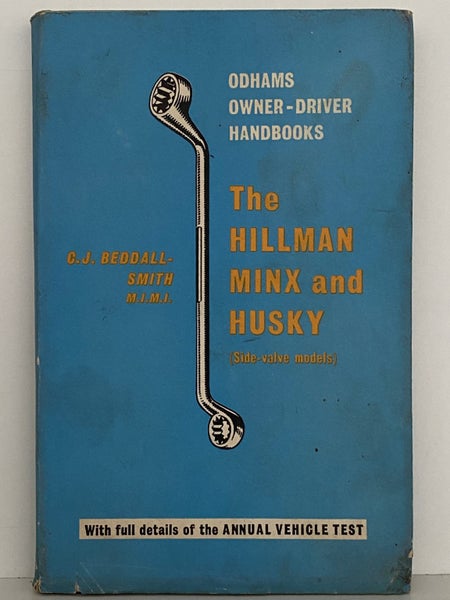 ODHAMS
OWNER-DRIVER
HANDBOOKS
The
HILLMAN
MINX and
HUSKY
(Side-valve models)
C.J. BEDDALL-
SMITH
M.I.M.I.
With full details of the ANNUAL VEHICLE TEST